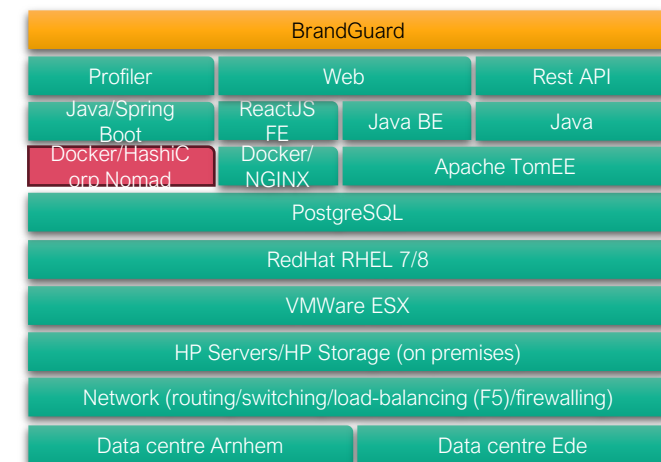 BrandGuard
Profiler
Web
Rest API
Java/Spring
Boot
ReactJS
FE
Java BE
Java
Docker/HashiC
orp Nomad
Docker/
NGINX
Apache TomEE
PostgreSQL
RedHat RHEL 7/8
VMWare ESX
HP Servers/HP Storage (on premises)
Network (routing/switching/load-balancing (F5)/firewalling)
Data centre Arnhem
Data centre Ede